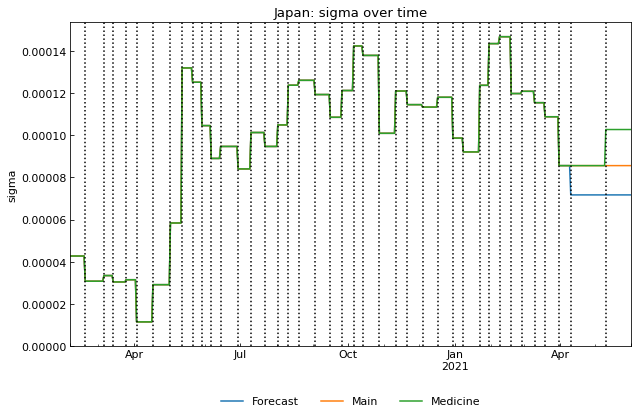 Japan: sigma over time
sigma
0.00014
0.00012
0.00010
0.00008
0.00006
0.00004
0.00002
0.00000
Apr Jul Oct Jan Apr
2021
Forecast Main Medicine